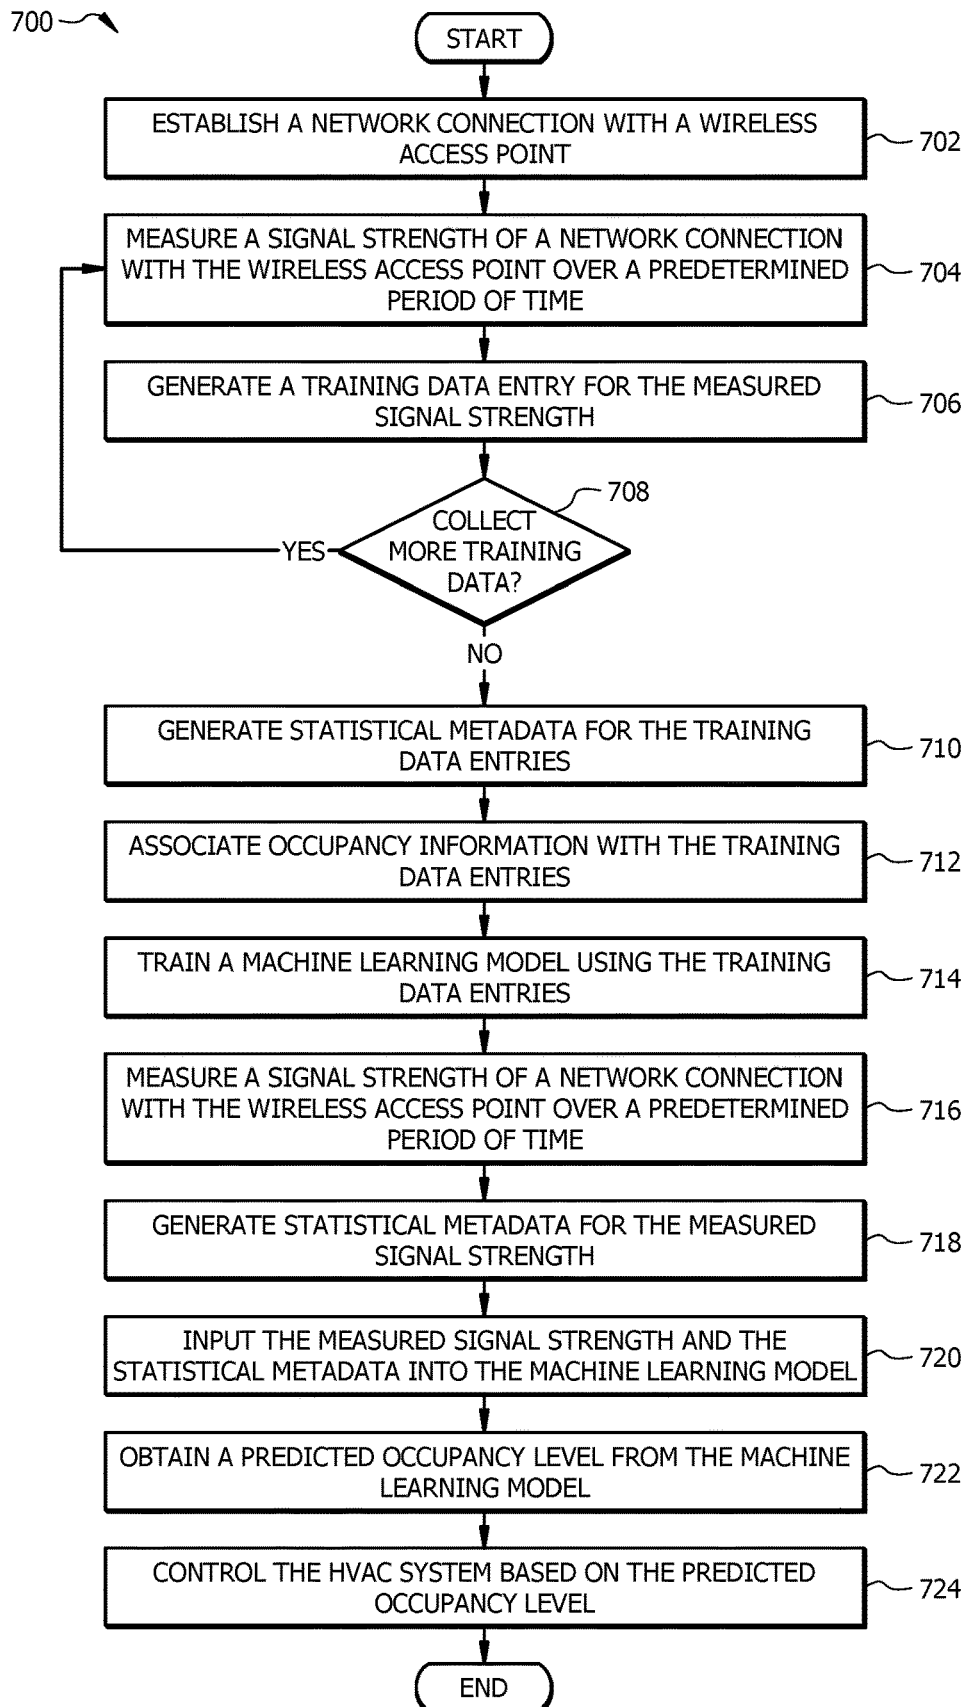 700
START
ESTABLISH A NETWORK CONNECTION WITH A WIRELESS
ACCESS POINT
702
MEASURE A SIGNAL STRENGTH OF A NETWORK CONNECTION
WITH THE WIRELESS ACCESS POINT OVER A PREDETERMINED
PERIOD OF TIME
704
GENERATE A TRAINING DATA ENTRY FOR THE MEASURED
SIGNAL STRENGTH
706
708
COLLECT
MORE TRAINING
DATA?
YES
NO
GENERATE STATISTICAL METADATA FOR THE TRAINING
DATA ENTRIES
710
ASSOCIATE OCCUPANCY INFORMATION WITH THE TRAINING
DATA ENTRIES
712
TRAIN A MACHINE LEARNING MODEL USING THE TRAINING
DATA ENTRIES
714
MEASURE A SIGNAL STRENGTH OF A NETWORK CONNECTION
WITH THE WIRELESS ACCESS POINT OVER A PREDETERMINED
PERIOD OF TIME
716
GENERATE STATISTICAL METADATA FOR THE MEASURED
SIGNAL STRENGTH
718
INPUT THE MEASURED SIGNAL STRENGTH AND THE
STATISTICAL METADATA INTO THE MACHINE LEARNING MODEL
720
OBTAIN A PREDICTED OCCUPANCY LEVEL FROM THE MACHINE
LEARNING MODEL
722
CONTROL THE HVAC SYSTEM BASED ON THE PREDICTED
OCCUPANCY LEVEL
724
END